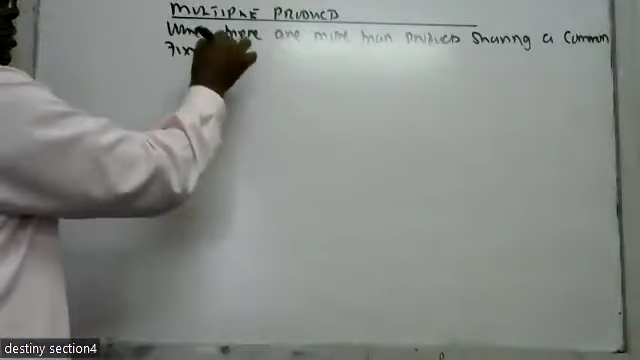 MULTIPLE PRODUCTS
When there are more than products sharing a common
Fix
destiny section4